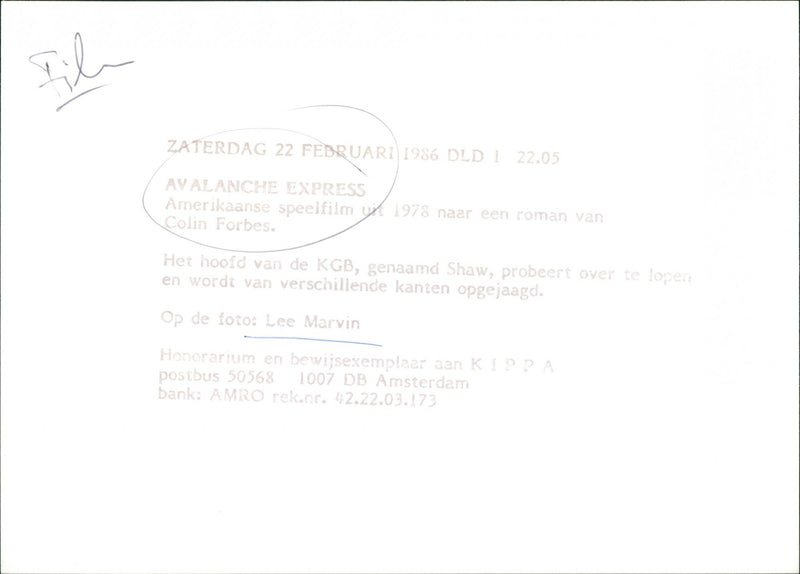 Film
ZATERDAG 22 FEBRUARI 1986 DLD 1 22.05
AVALANCHE EXPRESS
Amerikaanse speelfilm uit 1978 naar een roman van
Colin Forbes.
Het hoofd van de KGB, genaamd Shaw, probeert over te lopen
en wordt van verschillende kanten opgejaagd.
Op de foto: Lee Marvin
Honorarium en bewijsexemplaar aan K I P P A
postbus 50568 1007 DB Amsterdam
bank: AMRO rek.nr. 42.22.03.173